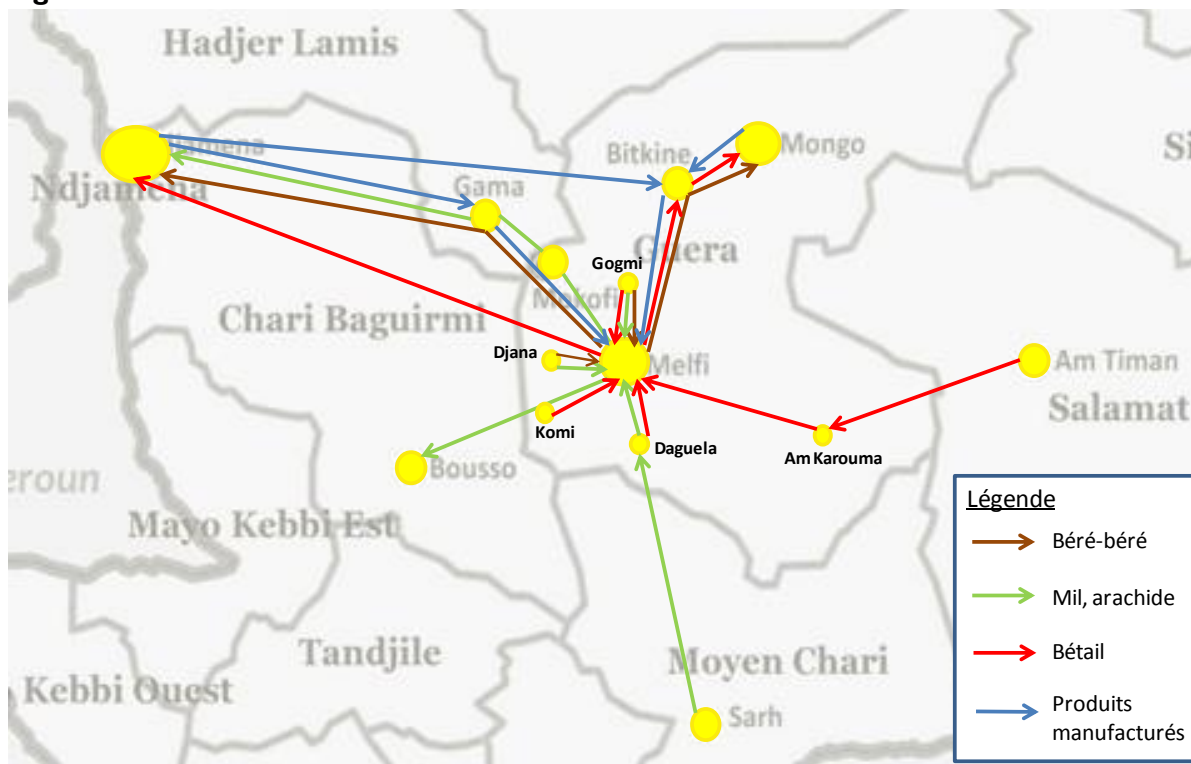 Hadjer Lamis
Mongo
Bitkine
Ndjamena
Gama
Guera
Gogmi
Mokofi
Chari Baguirmi
Djana
Melfi
Am Timan
Salamat
Komi
Daguela
Am Karouma
Bousso
Mayo Kebbi Est
Tandjile
Moyen Chari
Kebbi Ouest
Sarh
Légende
Béré-béré
Mil, arachide
Bétail
Produits
manufacturés